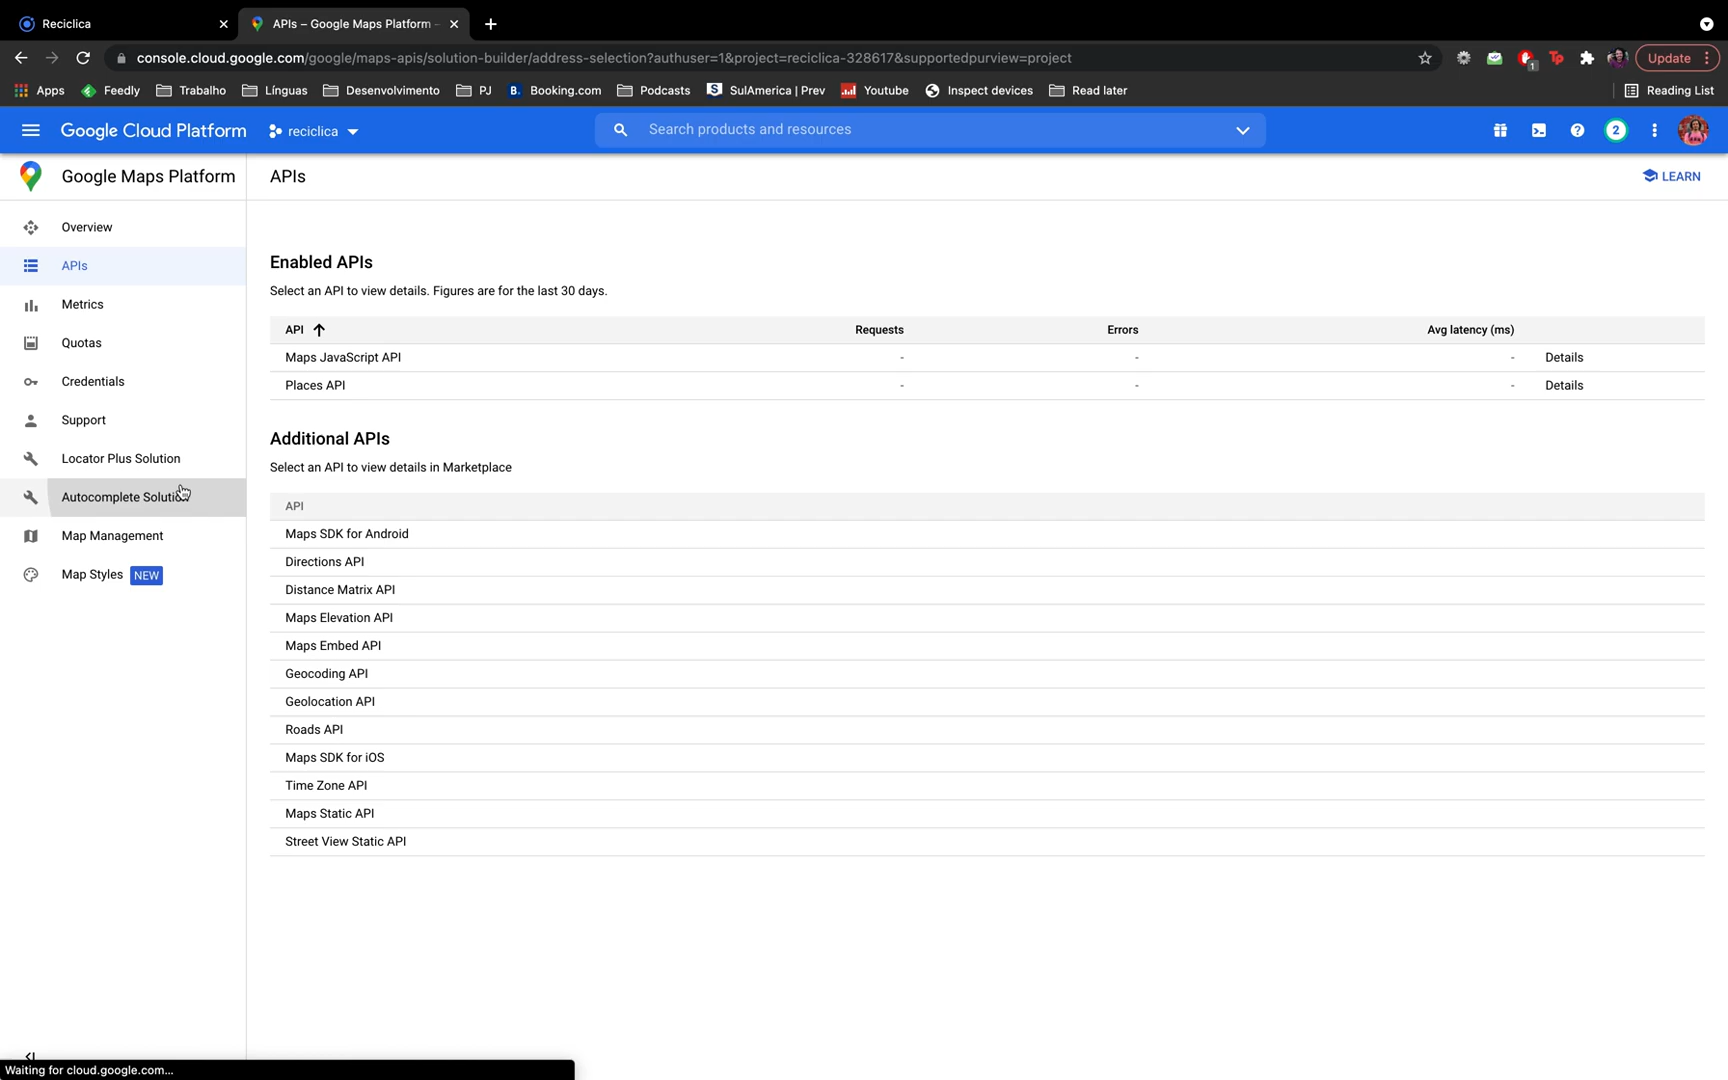 Reciclica
APIs – Google Maps Platform -
console.cloud.google.com/google/maps-apis/solution-builder/address-selection?authuser=1&project=reciclica-328617&supportedpurview=project
1
Tp
Update
Apps
Feedly
Trabalho
Línguas
Desenvolvimento
PJ
B.
Booking.com
Podcasts
SulAmerica | Prev
Youtube
Inspect devices
Read later
Reading List
Google Cloud Platform
reciclica
Search products and resources
2
Google Maps Platform
APIs
LEARN
Overview
APIs
Metrics
Quotas
Credentials
Support
Locator Plus Solution
Autocomplete Solution
Map Management
Map Styles NEW
Enabled APIs
Select an API to view details. Figures are for the last 30 days.
API Requests Errors Avg latency (ms)
Maps JavaScript API - - - Details
Places API - - - Details
Additional APIs
Select an API to view details in Marketplace
API
Maps SDK for Android
Directions API
Distance Matrix API
Maps Elevation API
Maps Embed API
Geocoding API
Geolocation API
Roads API
Maps SDK for iOS
Time Zone API
Maps Static API
Street View Static API
Waiting for cloud.google.com...